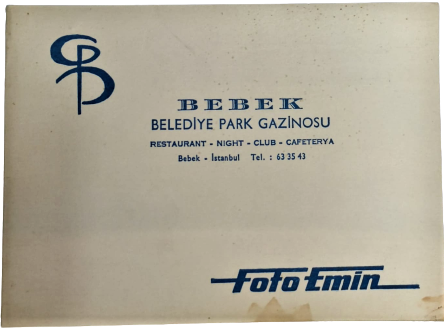 BEBEK
BELEDİYE PARK GAZİNOSU
RESTAURANT - NIGHT - CLUB - CAFETERYA
Bebek - İstanbul Tel. : 63 35 43
Foto Emin